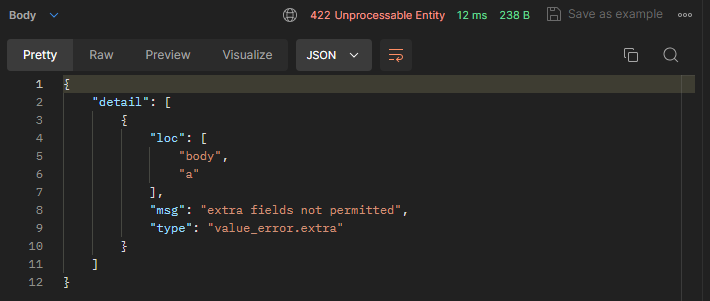 Body 422 Unprocessable Entity 12 ms 238 B Save as example
Pretty Raw Preview Visualize JSON
1 {
2 "detail": [
3 {
4 "loc": [
5 "body",
6 "a"
7 ],
8 "msg": "extra fields not permitted",
9 "type": "value_error.extra"
10 }
11 ]
12 }